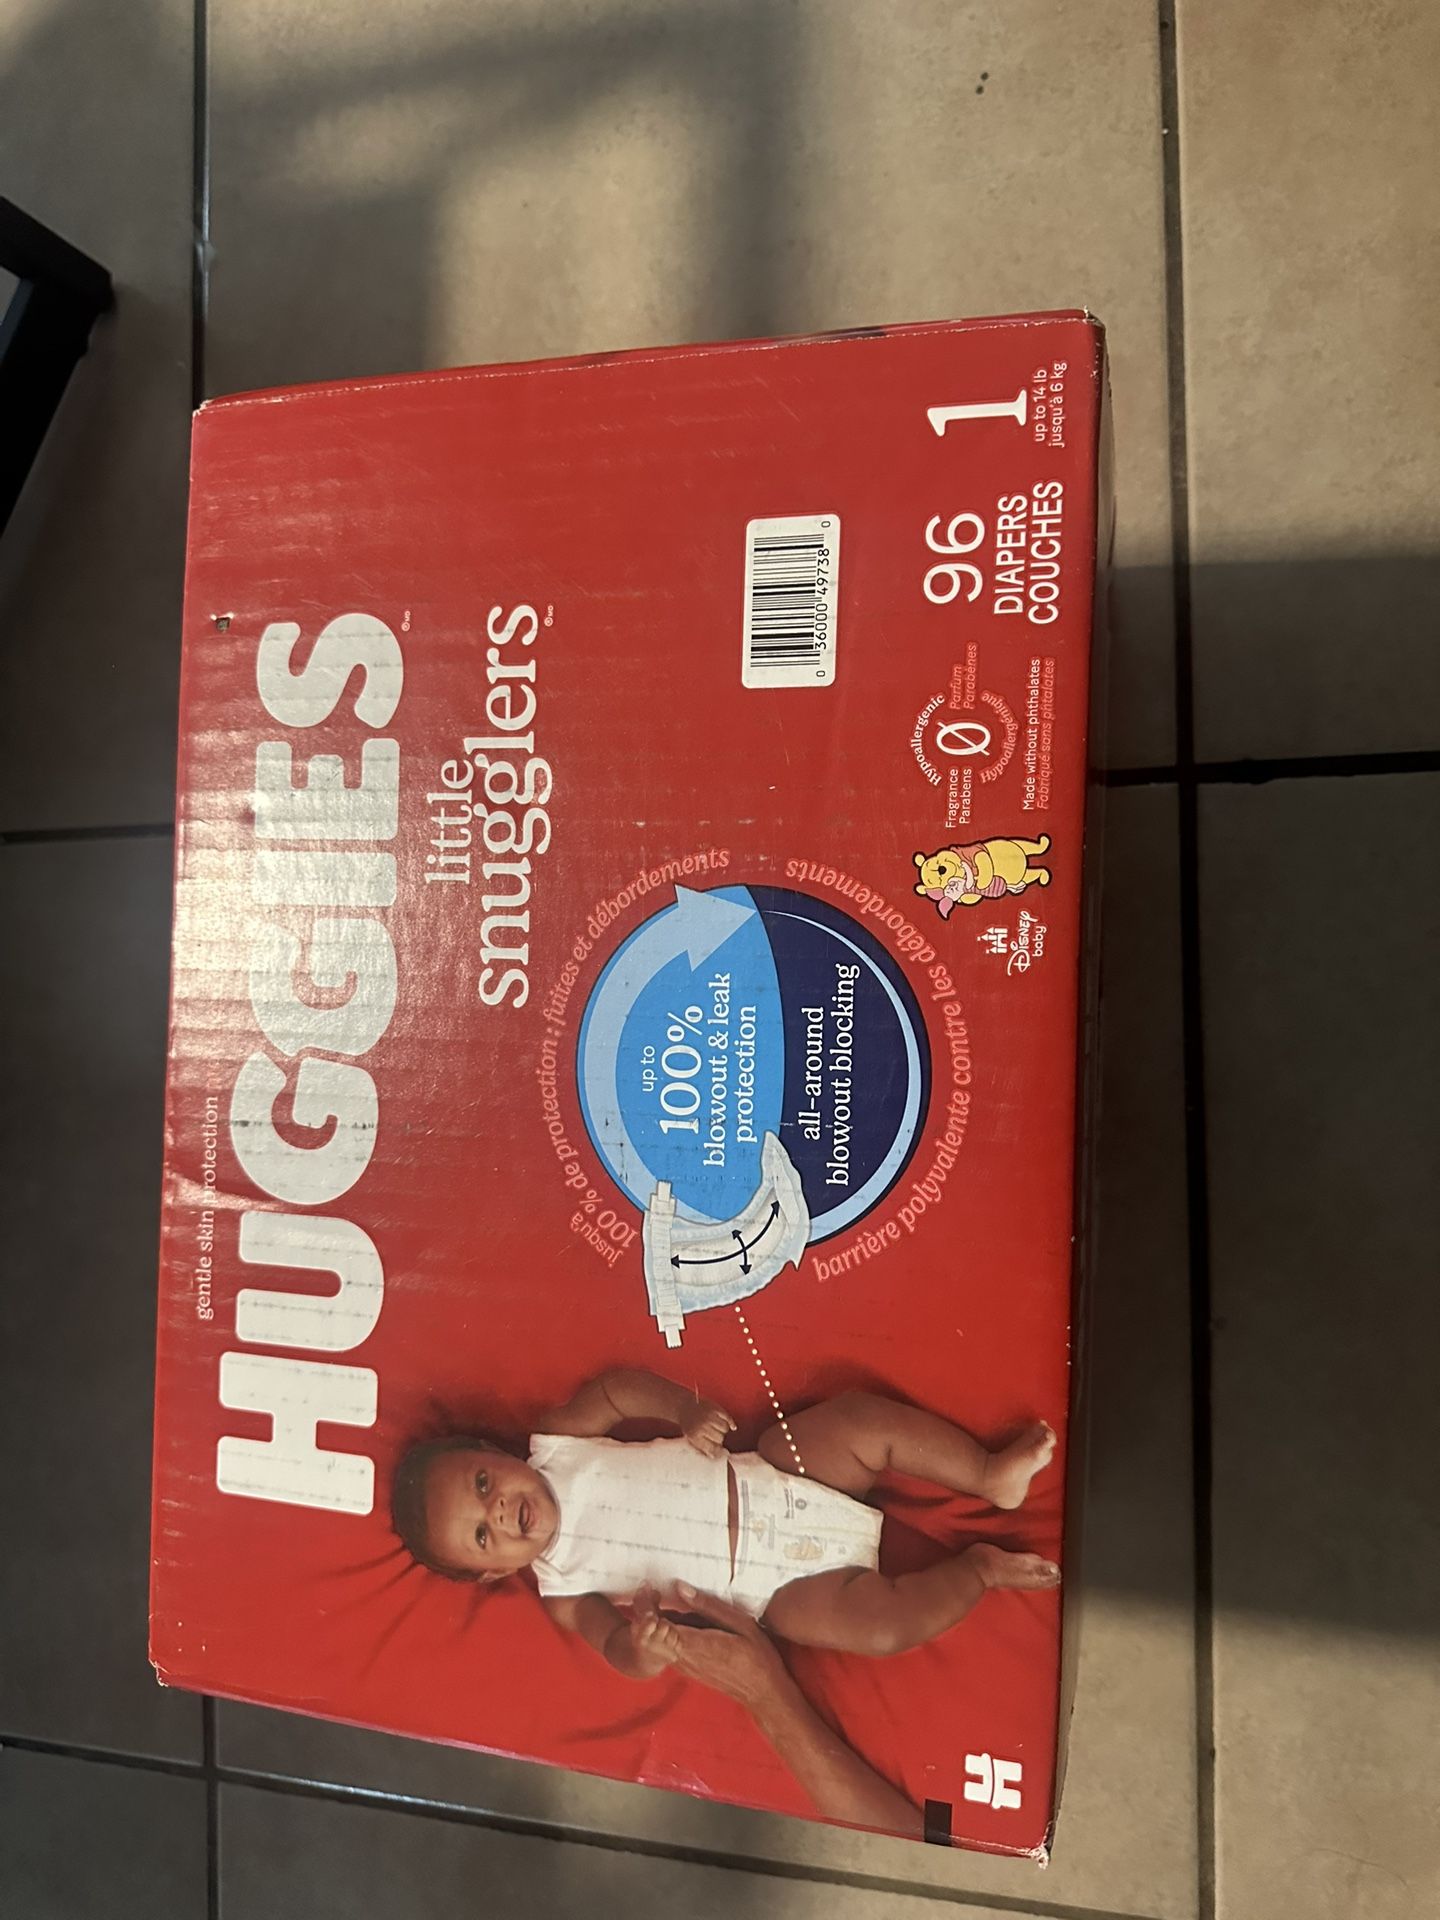 gentle skin protection
HUGGIES
®MD
little
snugglers
®MD
jusqu'à
100 % de protection : fuites et débordements
up to
100%
blowout & leak
protection
all-around
blowout blocking
barrière polyvalente contre les débordements
0 36000 49738 0
Disney
baby
Hypoallergenic
Fragrance
Parabens
Ø
Parfum
Parabènes
Hypoallergénique
Made without phthalates
Fabriqué sans phtalates
96
DIAPERS
COUCHES
1
up to 14 lb
jusqu'à 6 kg
H